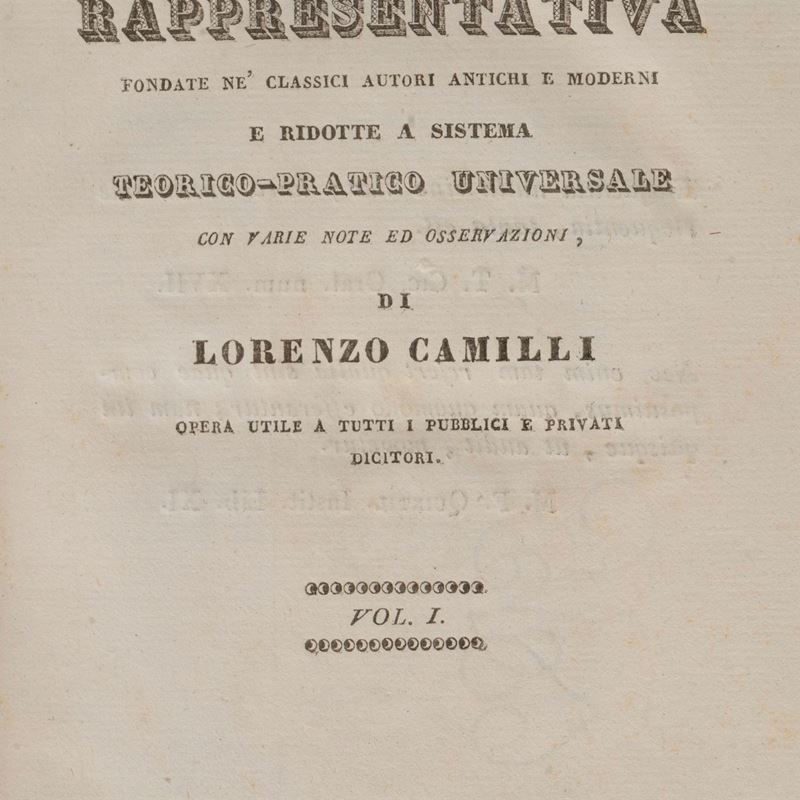 RAPPRESENTATIVA
FONDATE NE' CLASSICI AUTORI ANTICHI E MODERNI
E RIDOTTE A SISTEMA
TEORICO-PRATICO UNIVERSALE
CON VARIE NOTE ED OSSERVAZIONI,
DI
LORENZO CAMILLI
OPERA UTILE A TUTTI I PUBBLICI E PRIVATI
DICITORI.
VOL. I.